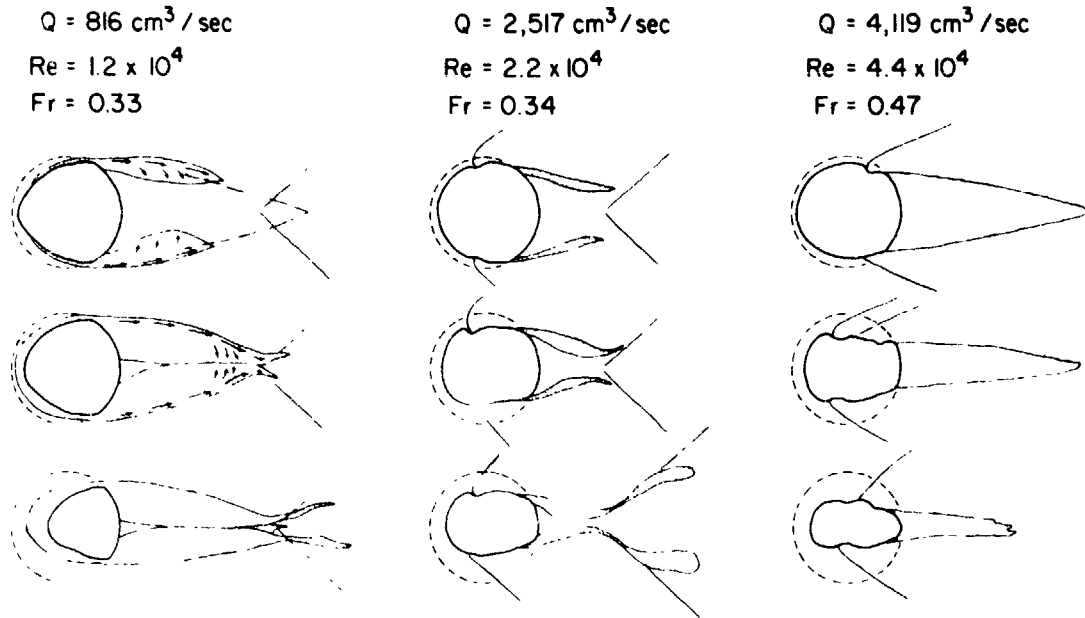 Q = 816 cm³/sec
Re = 1.2 x 10⁴
Fr = 0.33
Q = 2,517 cm³/sec
Re = 2.2 x 10⁴
Fr = 0.34
Q = 4,119 cm³/sec
Re = 4.4 x 10⁴
Fr = 0.47